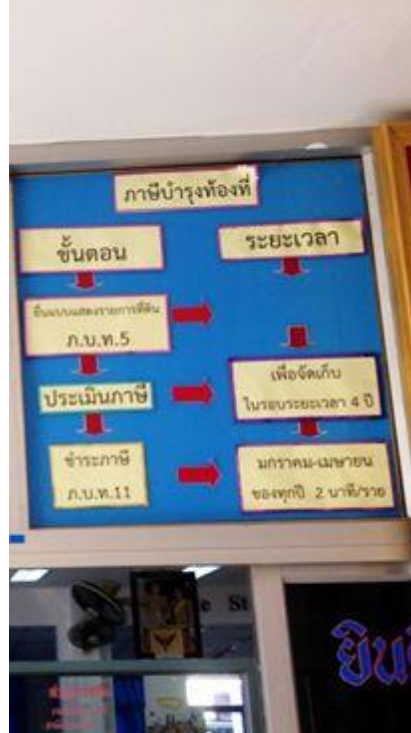 ภาษีบำรุงท้องที่
ขั้นตอน
ระยะเวลา
ยื่นแบบแสดงรายการที่ดิน
ภ.บ.ท.5
ประเมินภาษี
เพื่อจัดเก็บ
ในรอบระยะเวลา 4 ปี
ชำระภาษี
ภ.บ.ท.11
มกราคม-เมษายน
ของทุกปี 2 นาที/ราย
e St